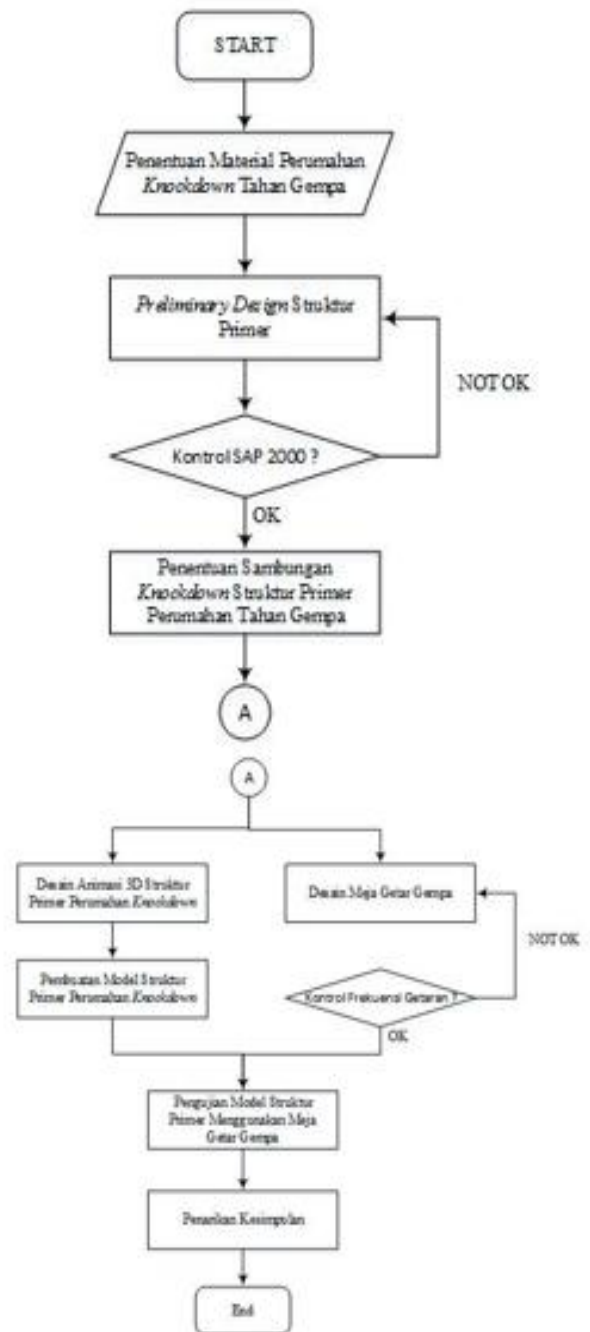 START
Penentuan Material Perumahan
Knockdown Tahan Gempa
Preliminary Design Struktur
Primer
NOT OK
Kontrol SAP 2000 ?
OK
Penentuan Sambungan
Knockdown Struktur Primer
Perumahan Tahan Gempa
A
A
Desain Animasi 3D Struktur
Primer Perumahan Knockdown
Desain Meja Getar Gempa
NOT OK
Pembuatan Model Struktur
Primer Perumahan Knockdown
Kontrol Frekuensi Getaran ?
OK
Pengujian Model Struktur
Primer Menggunakan Meja
Getar Gempa
Penarikan Kesimpulan
End